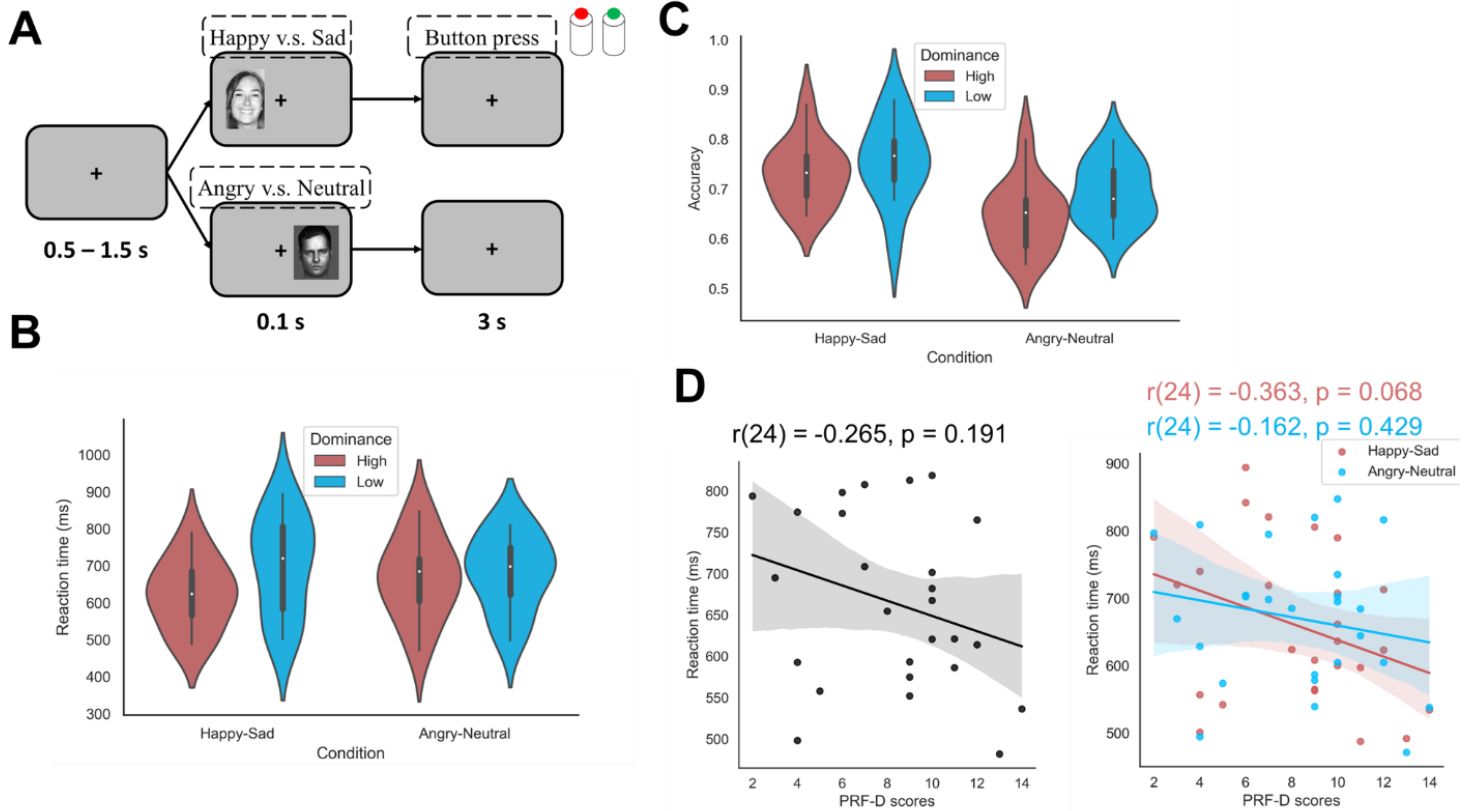 A
Happy v.s. Sad
Button press
+
+
+
Angry v.s. Neutral
+
+
0.5 – 1.5 s
0.1 s
3 s
B
Reaction time (ms)
1000
900
800
700
600
500
400
300
Dominance
High
Low
Happy-Sad
Angry-Neutral
Condition
C
Accuracy
1.0
0.9
0.8
0.7
0.6
0.5
Dominance
High
Low
Happy-Sad
Angry-Neutral
Condition
D
r(24) = -0.265, p = 0.191
Reaction time (ms)
800
750
700
650
600
550
500
2 4 6 8 10 12 14
PRF-D scores
r(24) = -0.363, p = 0.068
r(24) = -0.162, p = 0.429
Happy-Sad
Angry-Neutral
Reaction time (ms)
900
800
700
600
500
2 4 6 8 10 12 14
PRF-D scores